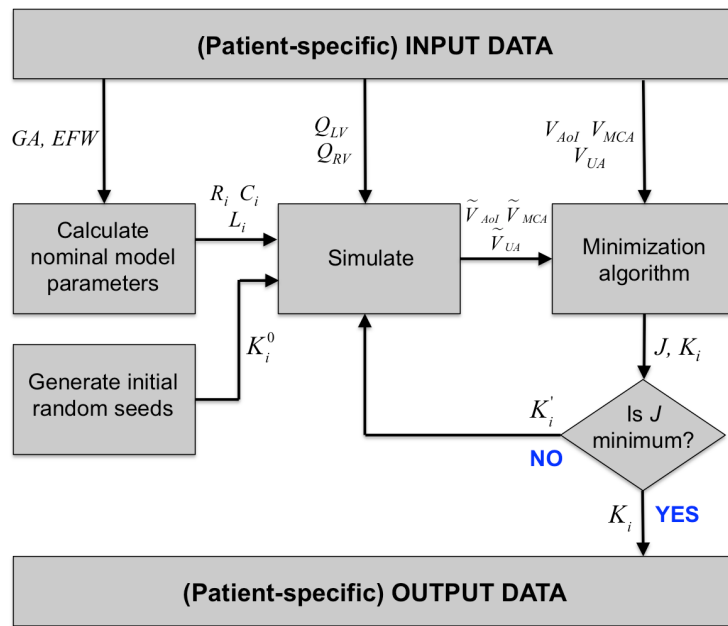 (Patient-specific) INPUT DATA
GA, EFW
Q_LV
Q_RV
V_AoI V_MCA
V_UA
Calculate
nominal model
parameters
R_i C_i
L_i
Simulate
Ṽ_AoI Ṽ_MCA
Ṽ_UA
Minimization
algorithm
Generate initial
random seeds
K_i^0
J, K_i
K_i'
Is J
minimum?
NO
K_i
YES
(Patient-specific) OUTPUT DATA